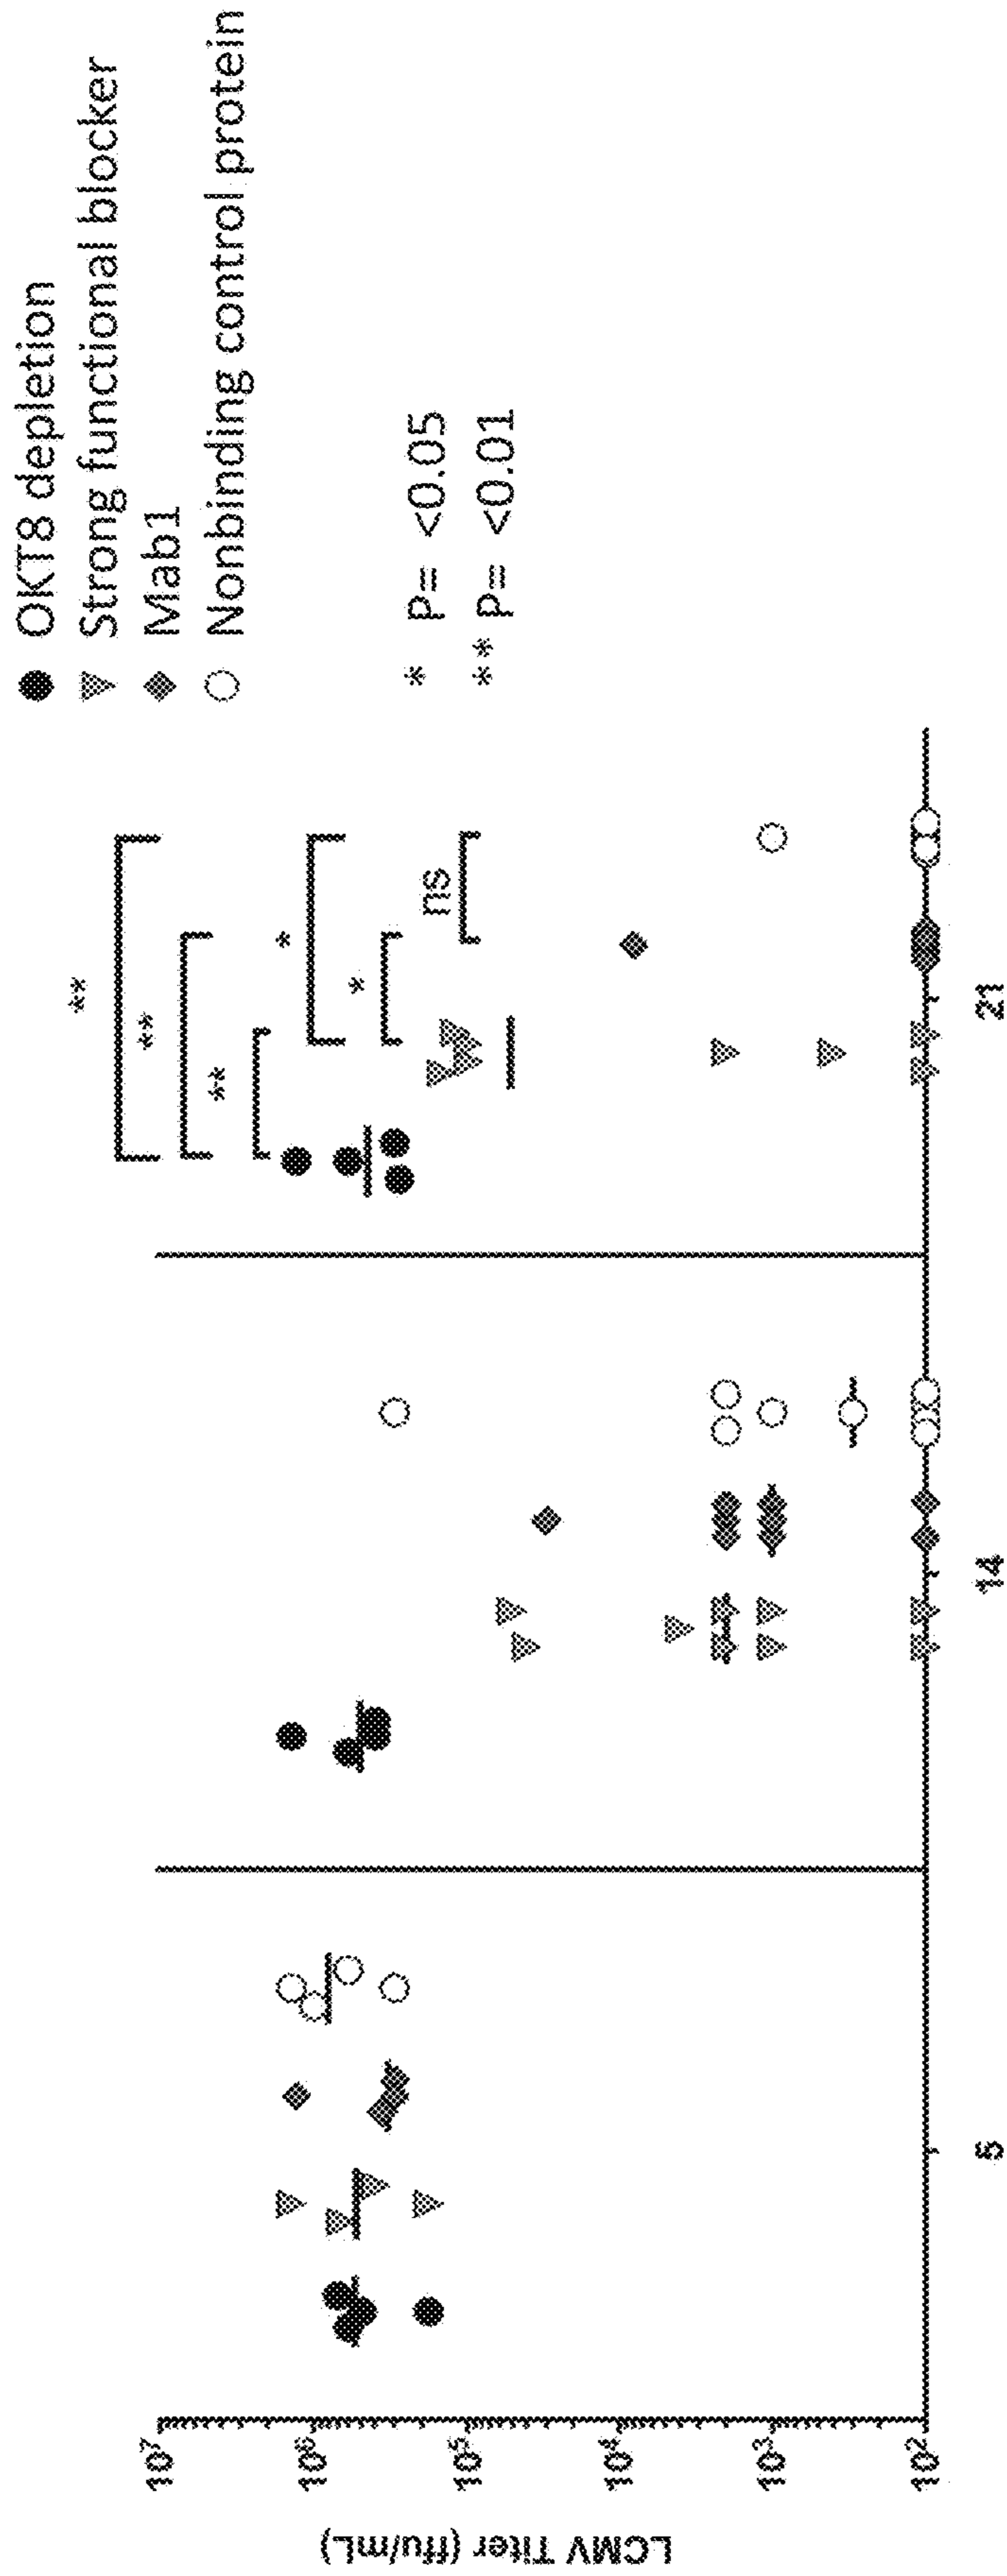 OKT8 depletion
Strong functional blocker
Mab1
Nonbinding control protein
* P= <0.05
** P= <0.01
**
**
**
*
*
ns
LCMV Titer (ffu/mL)
10⁷
10⁶
10⁵
10⁴
10³
10²
5
14
21